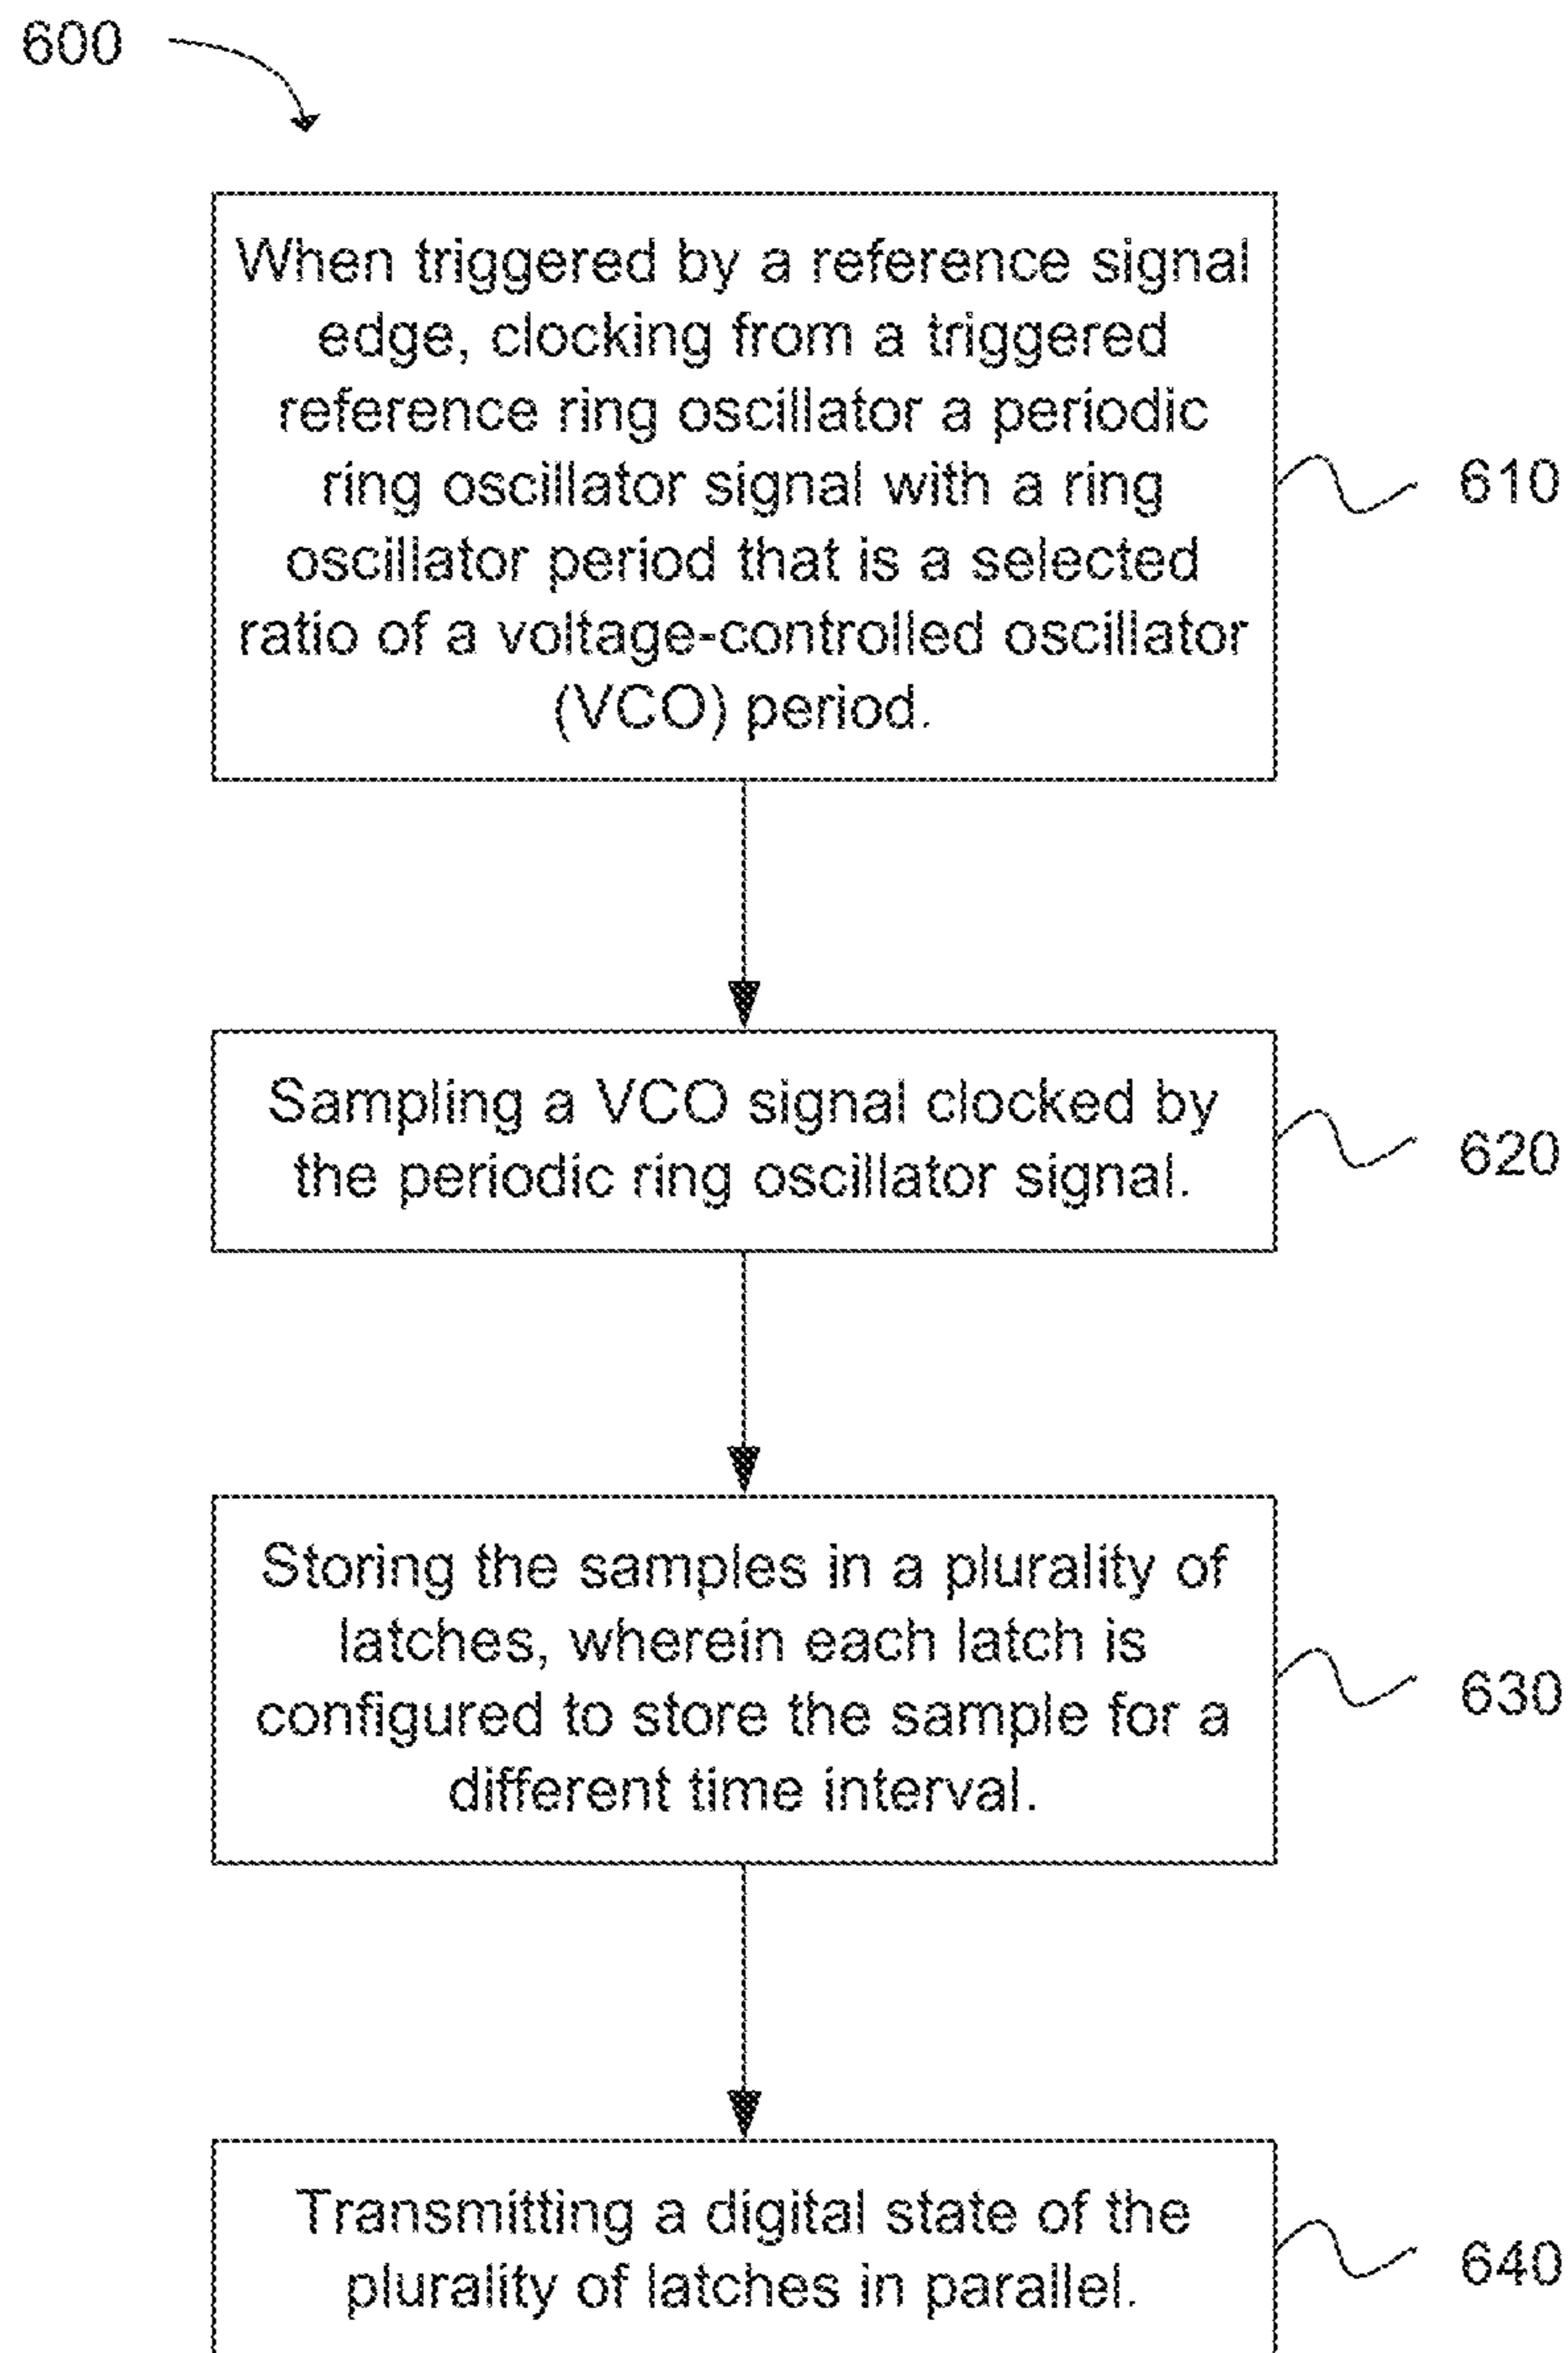 600
When triggered by a reference signal
edge, clocking from a triggered
reference ring oscillator a periodic
ring oscillator signal with a ring
oscillator period that is a selected
ratio of a voltage-controlled oscillator
(VCO) period.
610
Sampling a VCO signal clocked by
the periodic ring oscillator signal.
620
Storing the samples in a plurality of
latches, wherein each latch is
configured to store the sample for a
different time interval.
630
Transmitting a digital state of the
plurality of latches in parallel.
640